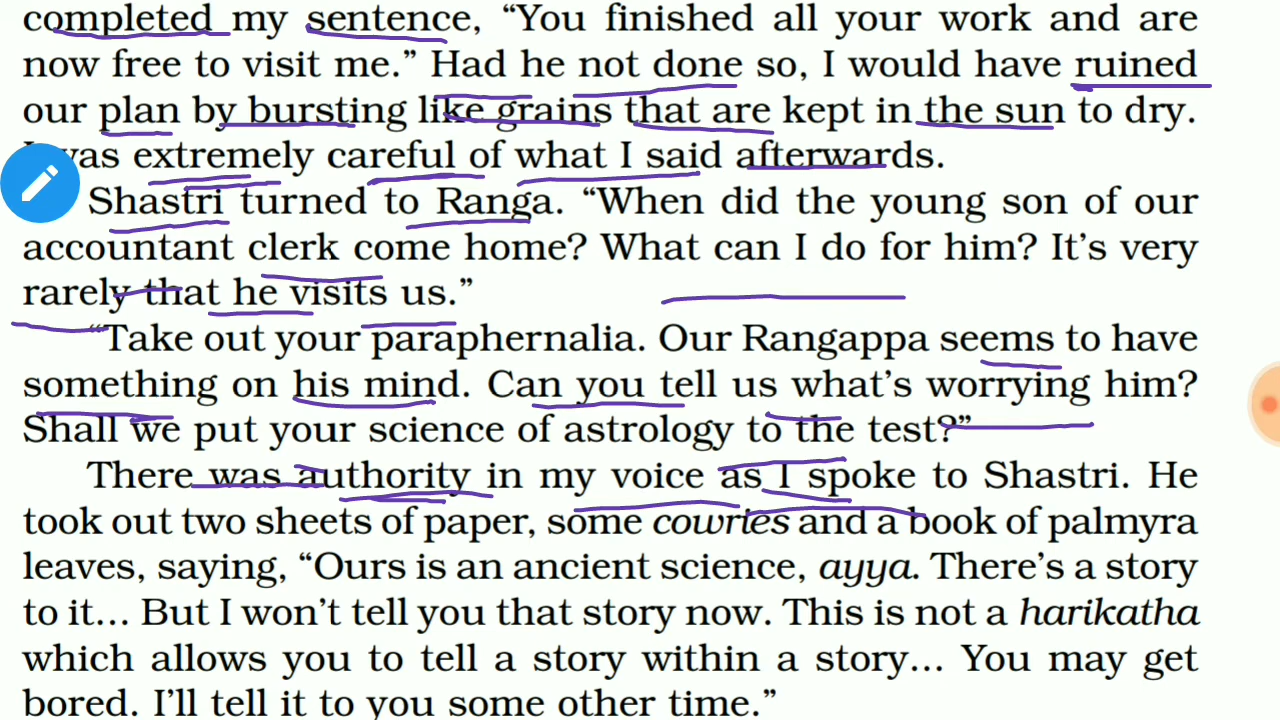 completed my sentence, “You finished all your work and are
now free to visit me.” Had he not done so, I would have ruined
our plan by bursting like grains that are kept in the sun to dry.
I was extremely careful of what I said afterwards.
Shastri turned to Ranga. “When did the young son of our
accountant clerk come home? What can I do for him? It’s very
rarely that he visits us.”
“Take out your paraphernalia. Our Rangappa seems to have
something on his mind. Can you tell us what’s worrying him?
Shall we put your science of astrology to the test?”
There was authority in my voice as I spoke to Shastri. He
took out two sheets of paper, some cowries and a book of palmyra
leaves, saying, “Ours is an ancient science, ayya. There’s a story
to it... But I won’t tell you that story now. This is not a harikatha
which allows you to tell a story within a story... You may get
bored. I’ll tell it to you some other time.”